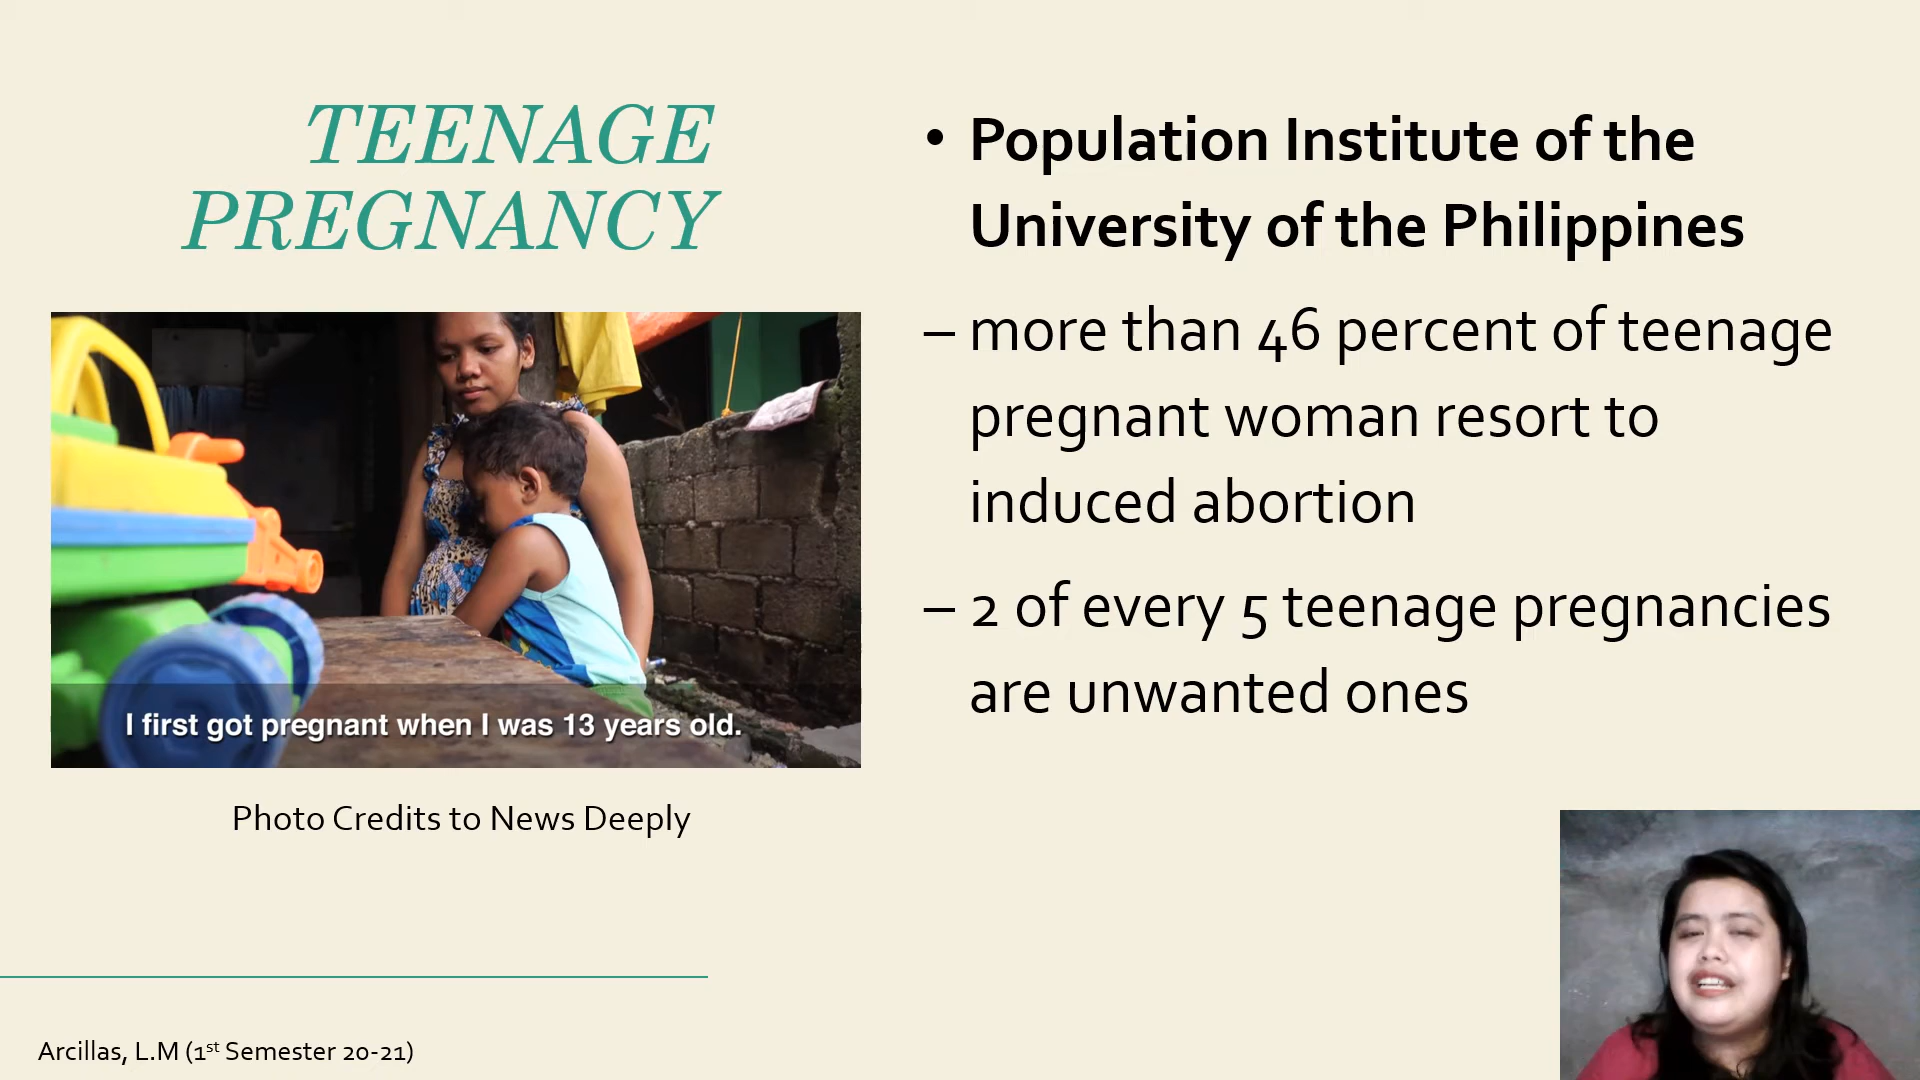 TEENAGE
PREGNANCY
I first got pregnant when I was 13 years old.
Photo Credits to News Deeply
Arcillas, L.M (1st Semester 20-21)
• Population Institute of the
University of the Philippines
– more than 46 percent of teenage
pregnant woman resort to
induced abortion
– 2 of every 5 teenage pregnancies
are unwanted ones